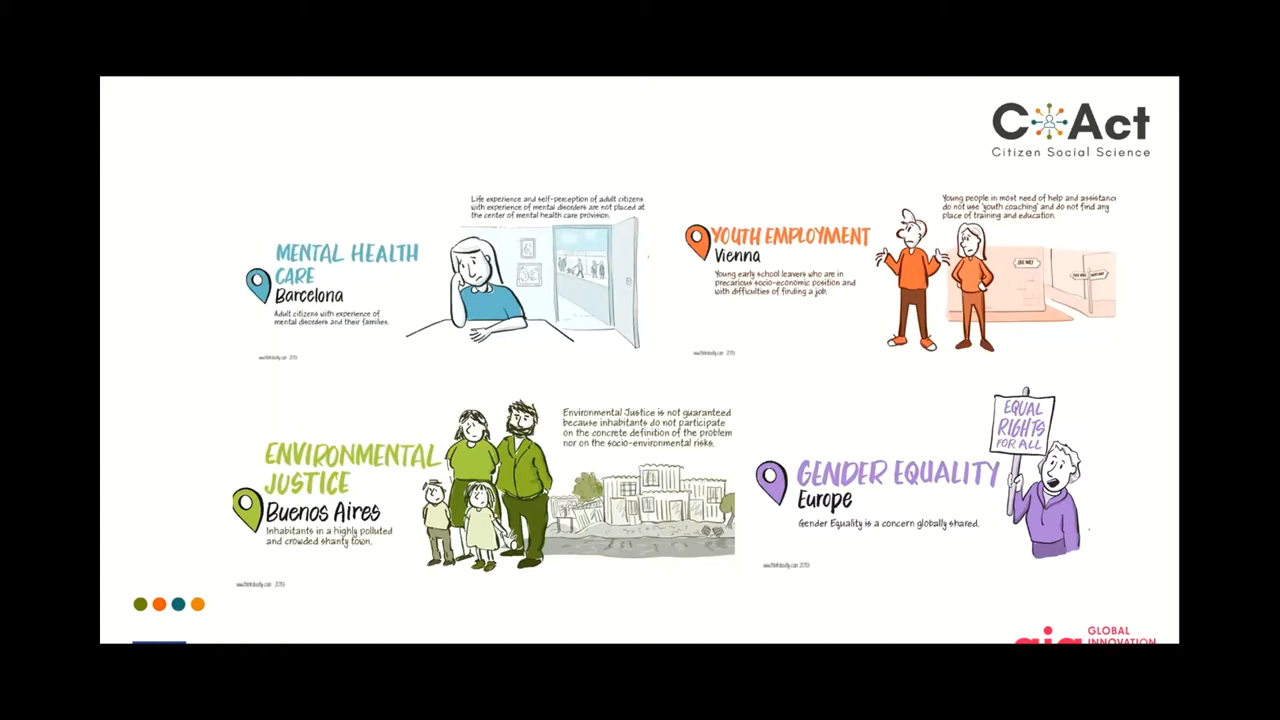 C Act
Citizen Social Science
Life experience and self-perception of adult citizens
with experience of mental disorders are not placed at
the center of mental health care provision.
MENTAL HEALTH
CARE
Barcelona
Adult citizens with experience of
mental disorders and their families.
Young people in most need of help and assistance
do not use 'youth coaching' and do not find any
place of training and education.
YOUTH EMPLOYMENT
Vienna
Young early school leavers who are in
precarious socio-economic position and
with difficulties of finding a job.
Environmental Justice is not guaranteed
because inhabitants do not participate
on the concrete definition of the problem
nor on the socio-environmental risks.
ENVIRONMENTAL
JUSTICE
Buenos Aires
Inhabitants in a highly polluted
and crowded shanty town.
EQUAL
RIGHTS
FOR ALL
GENDER EQUALITY
Europe
Gender Equality is a concern globally shared.
GLOBAL
INNOVATION